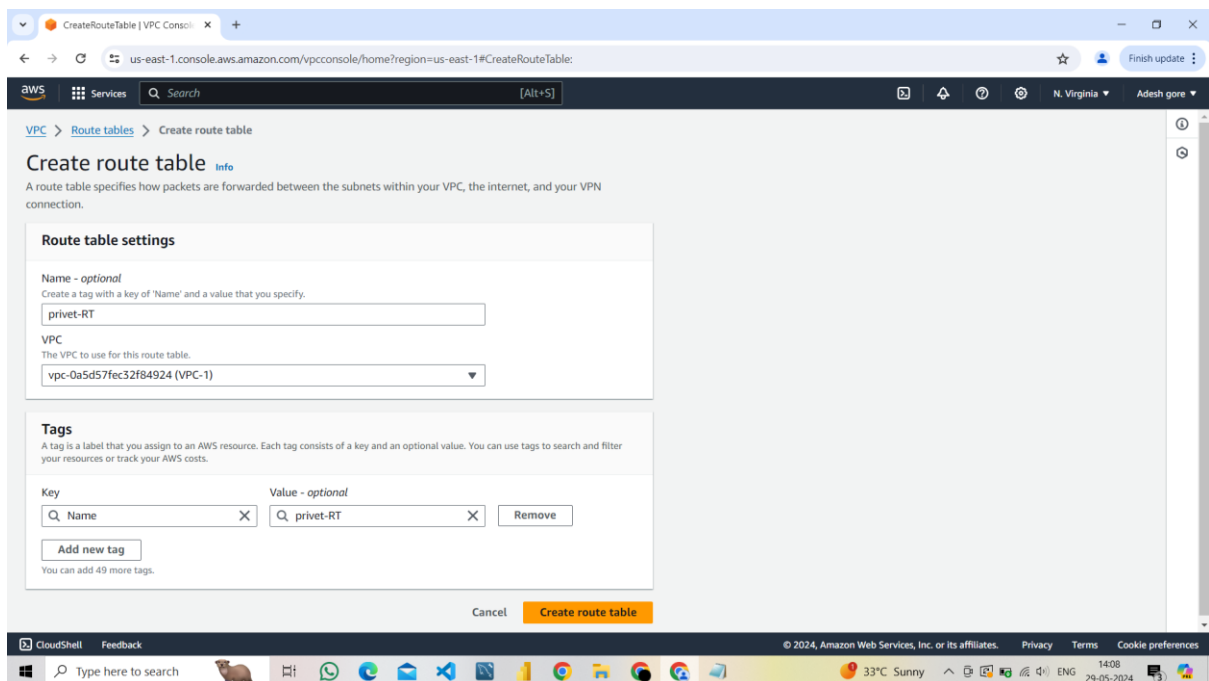 CreateRouteTable | VPC Consol
us-east-1.console.aws.amazon.com/vpcconsole/home?region=us-east-1#CreateRouteTable:
Finish update
aws Services Search [Alt+S] N. Virginia Adesh gore
VPC > Route tables > Create route table
Create route table Info
A route table specifies how packets are forwarded between the subnets within your VPC, the internet, and your VPN
connection.
Route table settings
Name - optional
Create a tag with a key of 'Name' and a value that you specify.
privet-RT
VPC
The VPC to use for this route table.
vpc-0a5d57fec32f84924 (VPC-1)
Tags
A tag is a label that you assign to an AWS resource. Each tag consists of a key and an optional value. You can use tags to search and filter
your resources or track your AWS costs.
Key Value - optional
Name privet-RT Remove
Add new tag
You can add 49 more tags.
Cancel Create route table
CloudShell Feedback © 2024, Amazon Web Services, Inc. or its affiliates. Privacy Terms Cookie preferences
Type here to search 33°C Sunny ENG 14:08
29-05-2024